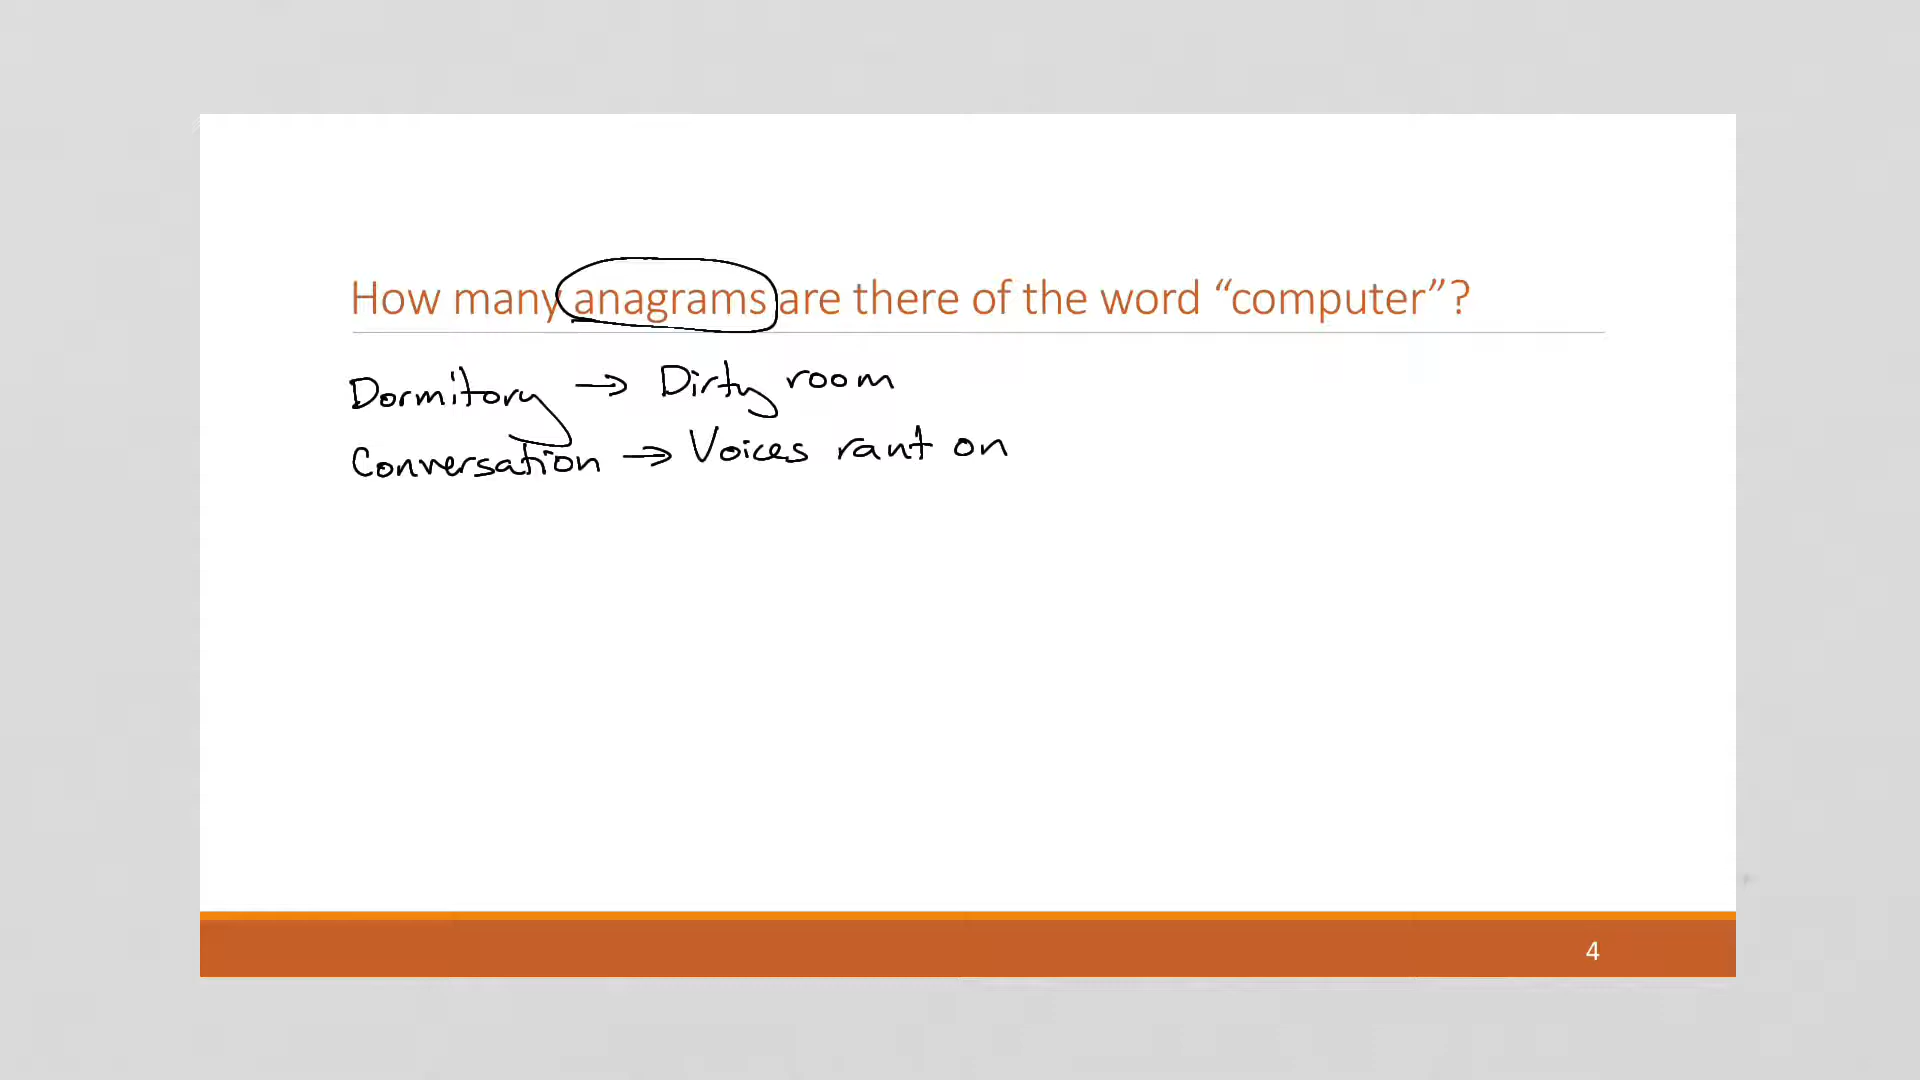 How many anagrams are there of the word “computer”?
Dormitory → Dirty room
Conversation → Voices rant on
4